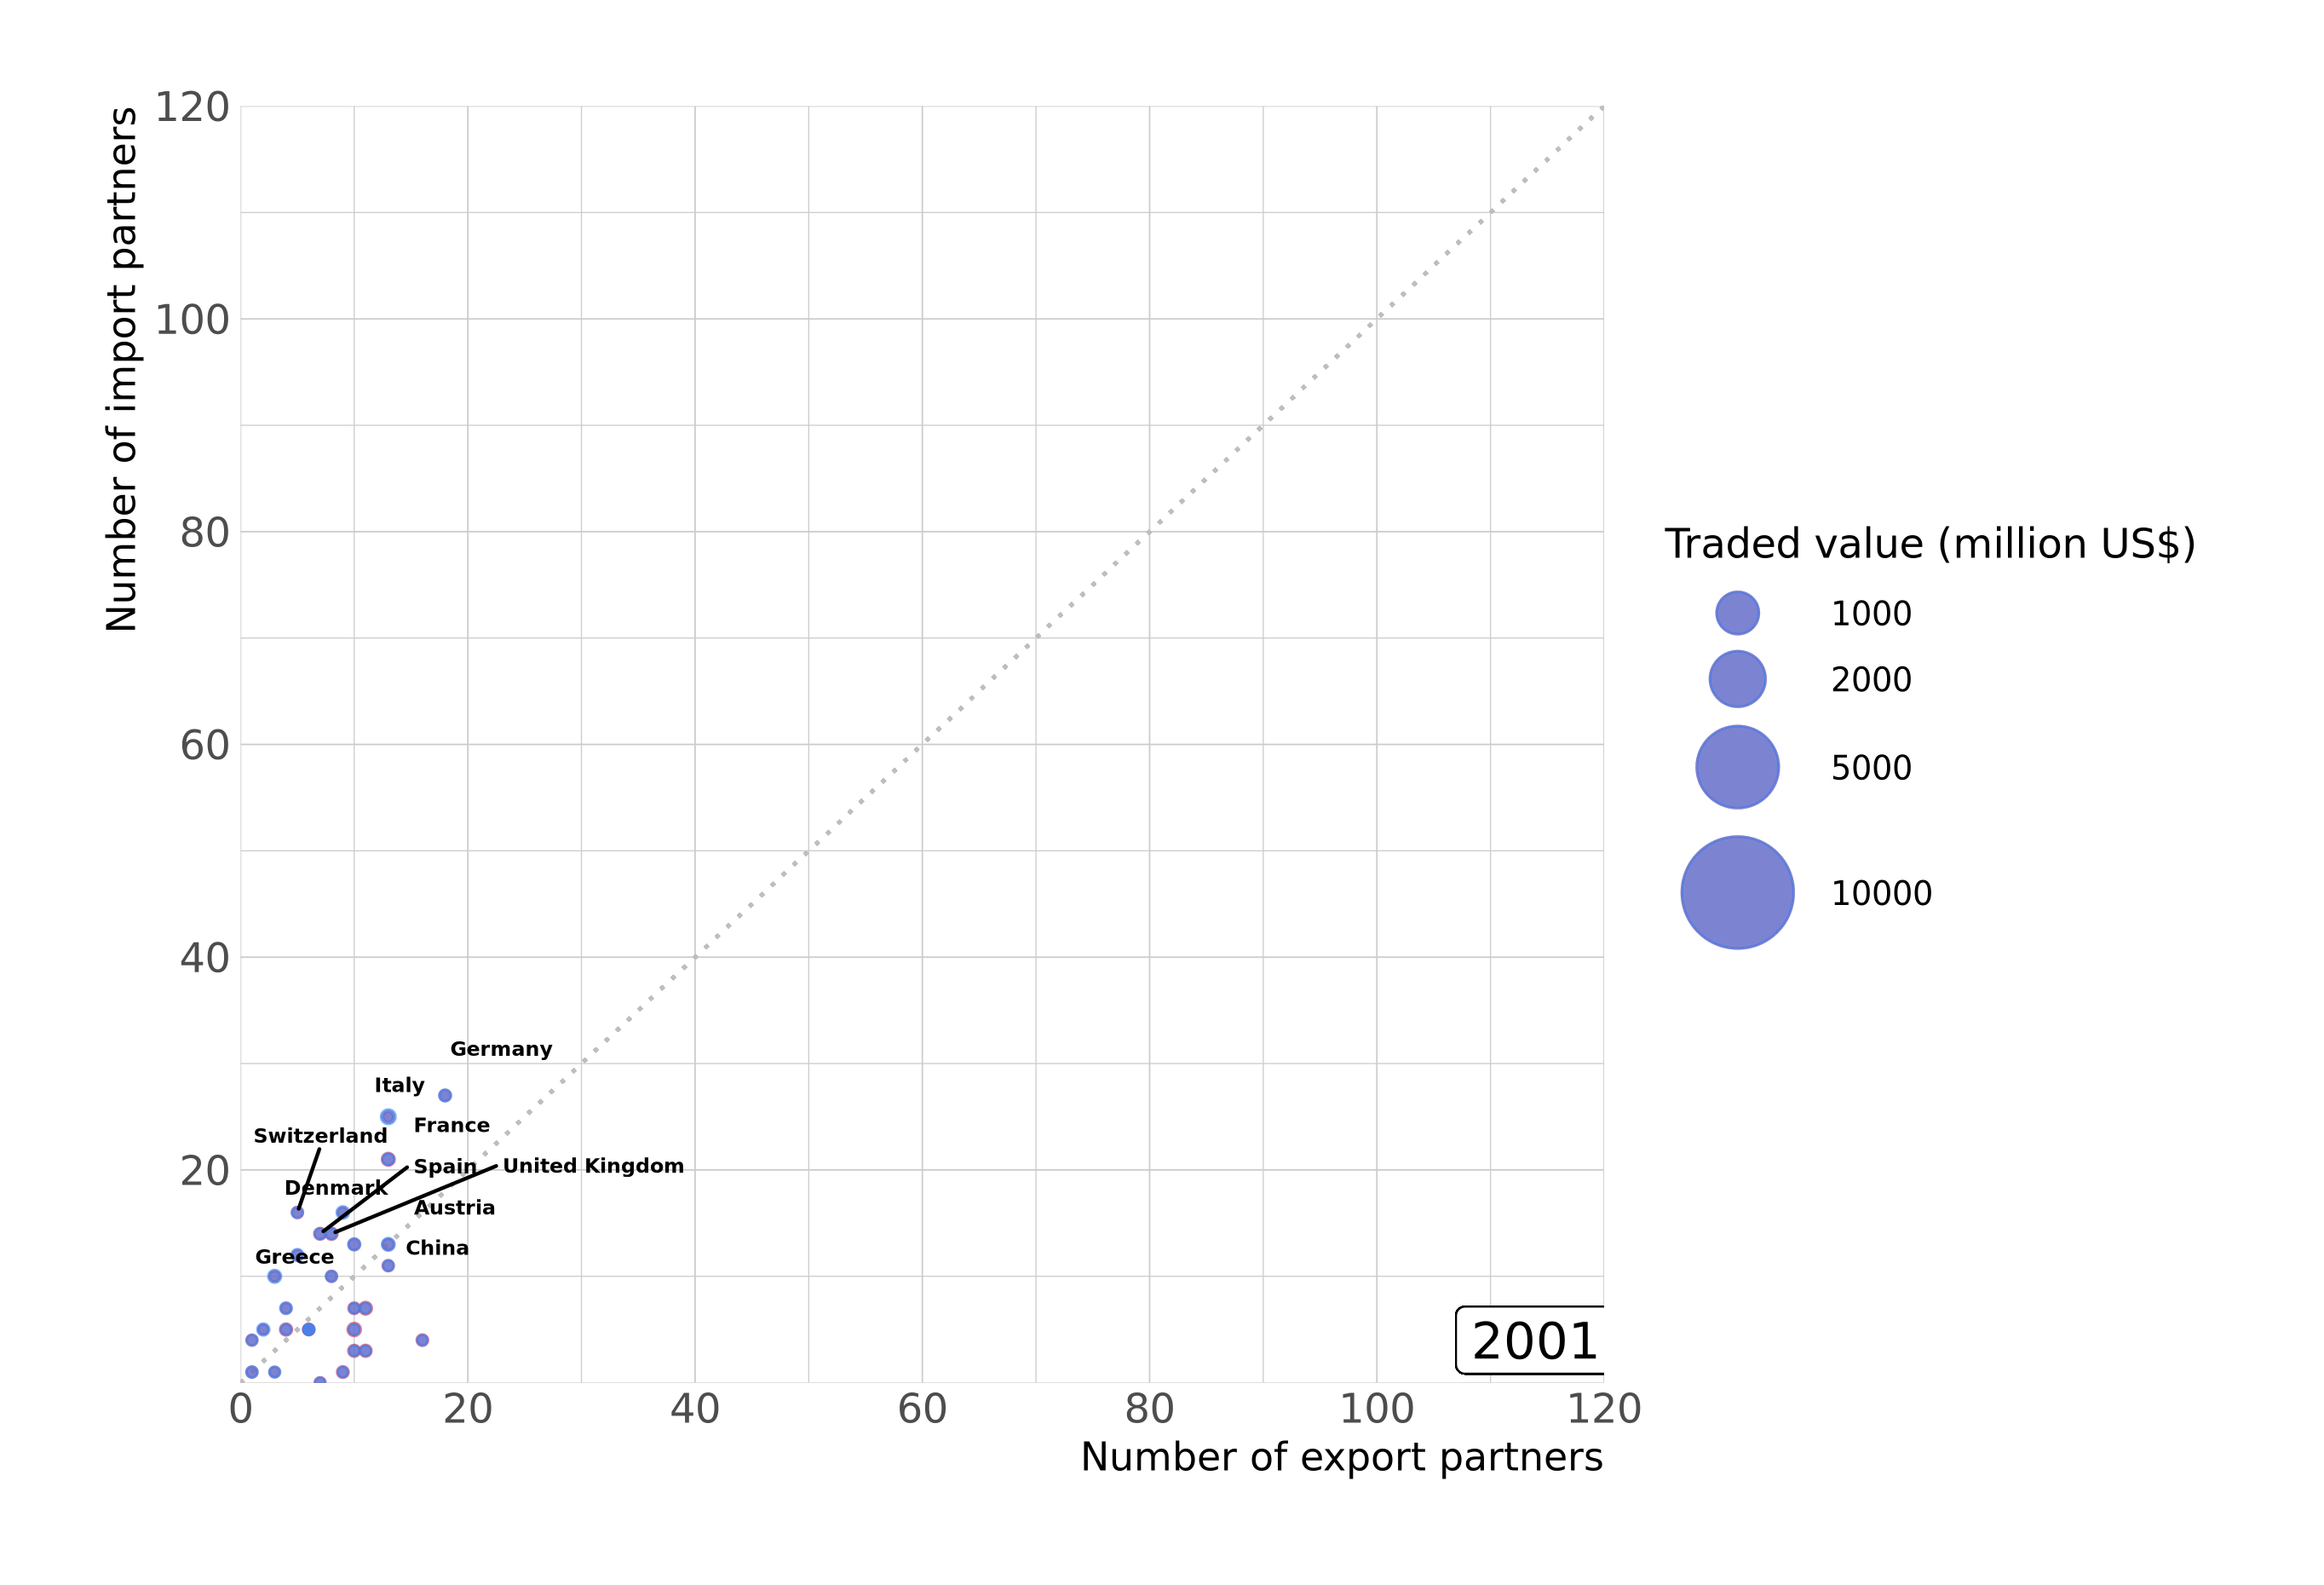 Number of import partners
120
100
80
60
40
20
Germany
Italy
France
Switzerland
Spain
United Kingdom
Denmark
Austria
China
Greece
2001
0
20
40
60
80
100
120
Number of export partners
Traded value (million US$)
1000
2000
5000
10000